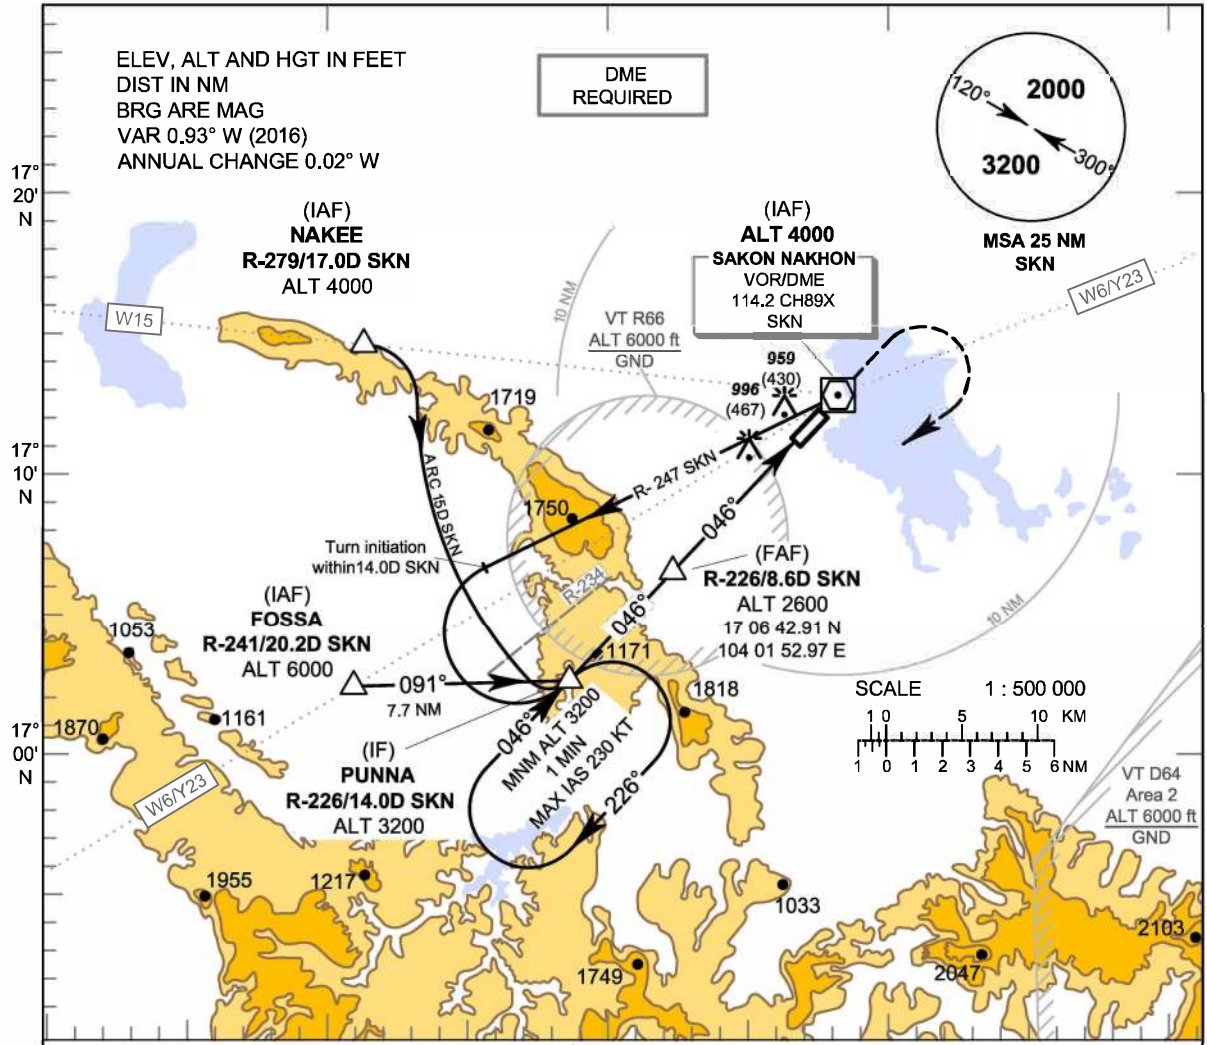 ELEV, ALT AND HGT IN FEET
DIST IN NM
BRG ARE MAG
VAR 0.93° W (2016)
ANNUAL CHANGE 0.02° W
DME
REQUIRED
120°
2000
3200
300°
MSA 25 NM
SKN
17°
20'
N
(IAF)
NAKEE
R-279/17.0D SKN
ALT 4000
(IAF)
ALT 4000
SAKON NAKHON
VOR/DME
114.2 CH89X
SKN
W6/Y23
W15
10 NM
VT R66
ALT 6000 ft
GND
959
(430)
996
(467)
1719
17°
10'
N
ARC 15D SKN
R- 247 SKN
1750
046°
Turn initiation
within14.0D SKN
R-234
(FAF)
R-226/8.6D SKN
ALT 2600
17 06 42.91 N
104 01 52.97 E
10 NM
(IAF)
FOSSA
R-241/20.2D SKN
ALT 6000
1053
046°
1171
091°
7.7 NM
1818
SCALE 1 : 500 000
1 0 5 10 KM
1 0 1 2 3 4 5 6 NM
1870
1161
17°
00'
N
046°
MNM ALT 3200
1 MIN
MAX IAS 230 KT
226°
(IF)
PUNNA
R-226/14.0D SKN
ALT 3200
W6/Y23
VT D64
Area 2
ALT 6000 ft
GND
1955
1217
1033
1749
2047
2103